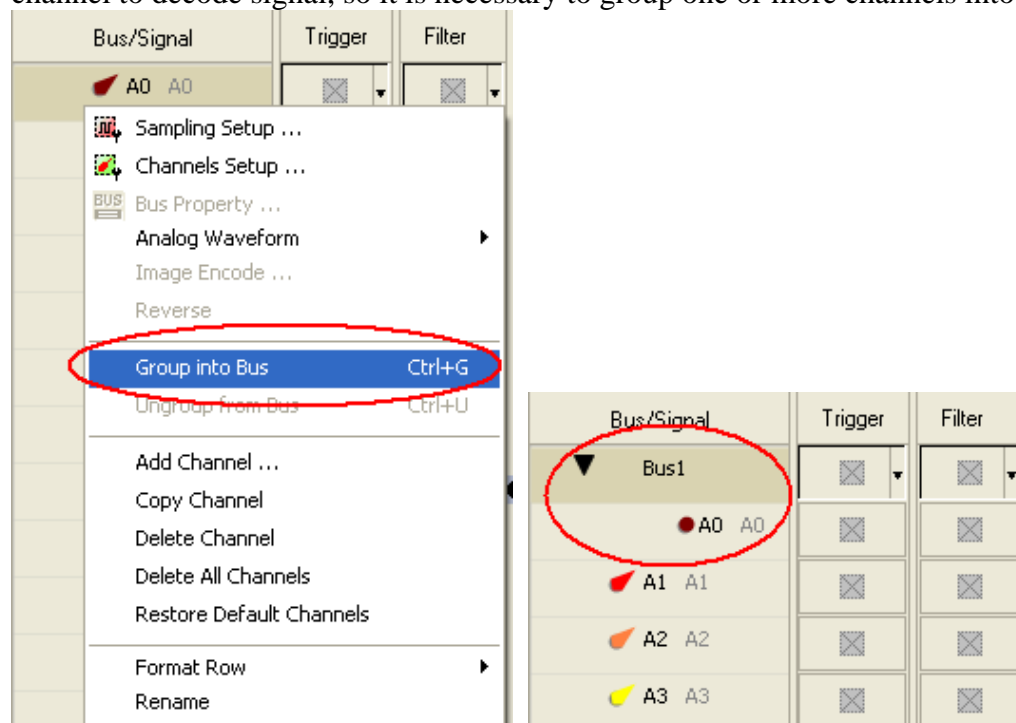 channel to decode signal, so it is necessary to group one or more channels into
Bus/Signal Trigger Filter
A0 A0
Sampling Setup ...
Channels Setup ...
BUS Bus Property ...
Analog Waveform
Image Encode ...
Reverse
Group into Bus Ctrl+G
Ungroup from Bus Ctrl+U
Add Channel ...
Copy Channel
Delete Channel
Delete All Channels
Restore Default Channels
Format Row
Rename
Bus/Signal Trigger Filter
Bus1
A0 A0
A1 A1
A2 A2
A3 A3